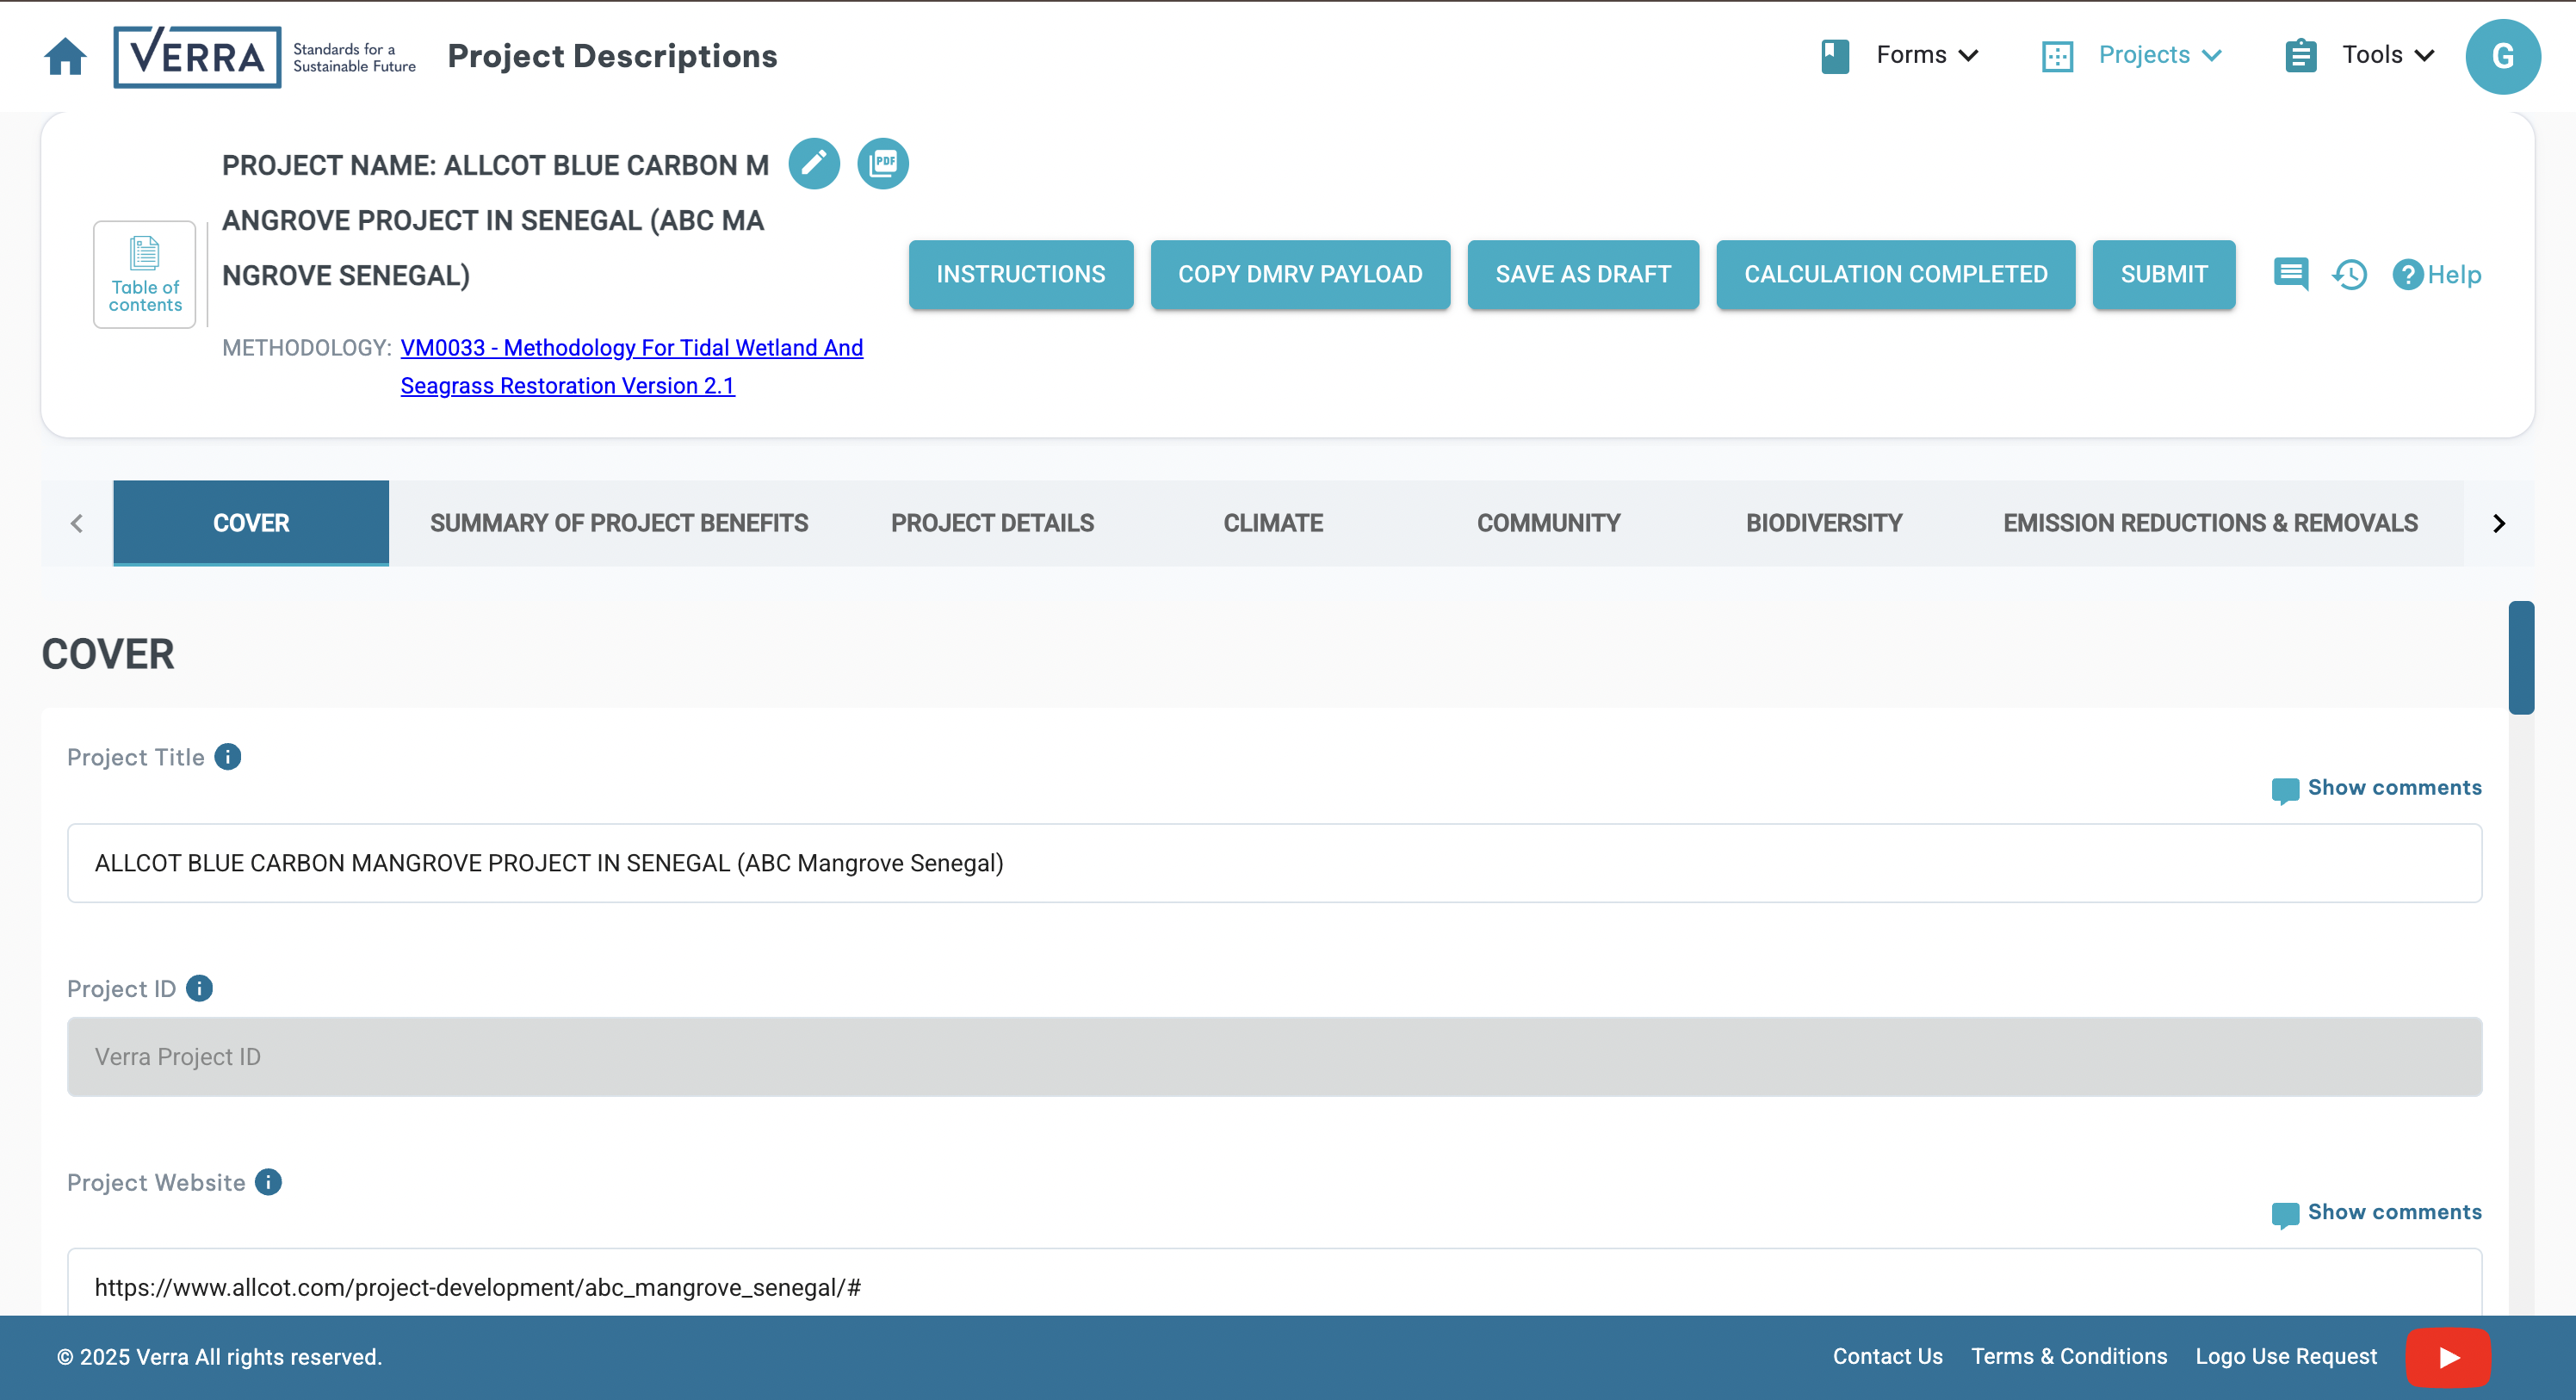 VERRA
Standards for a
Sustainable Future
Project Descriptions
Forms
Projects
Tools
G
PROJECT NAME: ALLCOT BLUE CARBON M
ANGROVE PROJECT IN SENEGAL (ABC MA
NGROVE SENEGAL)
PDF
Table of
contents
METHODOLOGY: VM0033 - Methodology For Tidal Wetland And
Seagrass Restoration Version 2.1
INSTRUCTIONS
COPY DMRV PAYLOAD
SAVE AS DRAFT
CALCULATION COMPLETED
SUBMIT
Help
COVER
SUMMARY OF PROJECT BENEFITS
PROJECT DETAILS
CLIMATE
COMMUNITY
BIODIVERSITY
EMISSION REDUCTIONS & REMOVALS
COVER
Project Title
Show comments
ALLCOT BLUE CARBON MANGROVE PROJECT IN SENEGAL (ABC Mangrove Senegal)
Project ID
Verra Project ID
Project Website
Show comments
https://www.allcot.com/project-development/abc_mangrove_senegal/#
© 2025 Verra All rights reserved.
Contact Us
Terms & Conditions
Logo Use Request